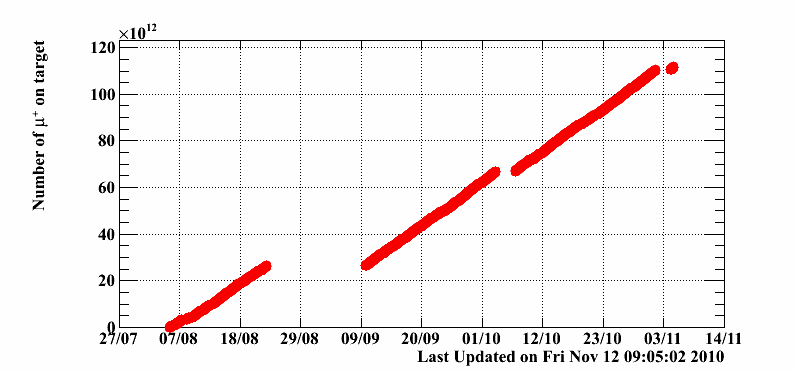 ×10¹²
Number of μ⁺ on target
120
100
80
60
40
20
0
27/07 07/08 18/08 29/08 09/09 20/09 01/10 12/10 23/10 03/11 14/11
Last Updated on Fri Nov 12 09:05:02 2010